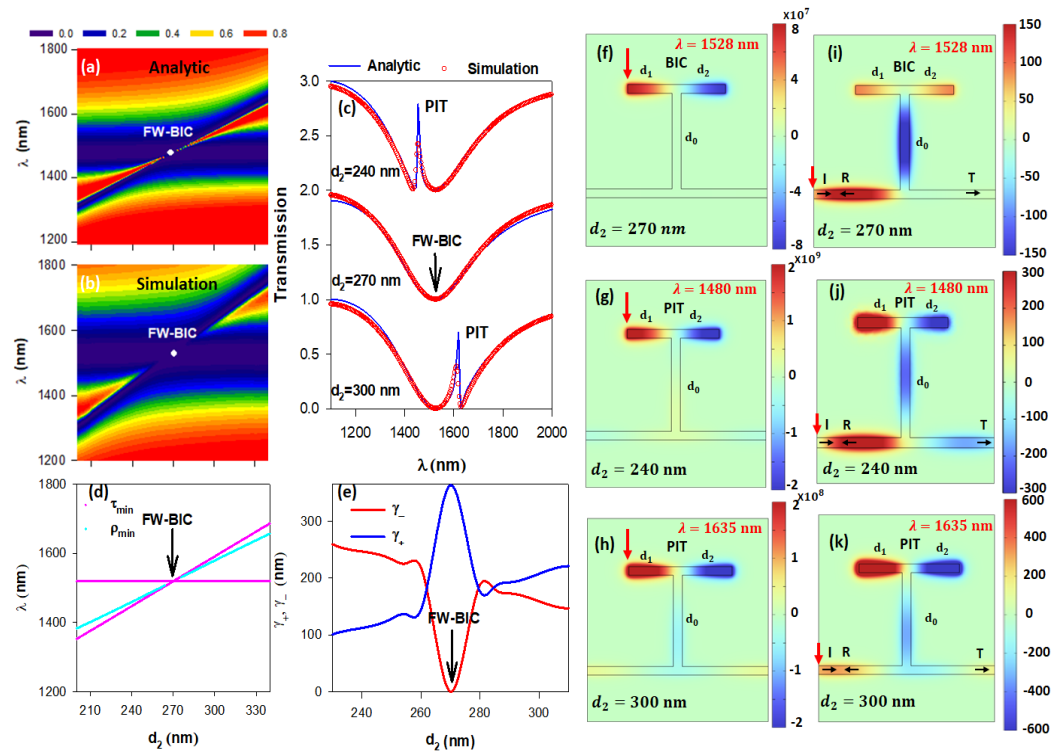 0.0 0.2 0.4 0.6 0.8
1800
1600
1400
1200
λ (nm)
(a)
Analytic
FW-BIC
1800
1600
1400
1200
λ (nm)
(b)
Simulation
FW-BIC
Analytic Simulation
3.0
2.5
2.0
1.5
1.0
0.5
0.0
Transmission
(c)
PIT
d2=240 nm
FW-BIC
d2=270 nm
PIT
d2=300 nm
1200 1400 1600 1800 2000
λ (nm)
(d)
τmin
ρmin
FW-BIC
1800
1600
1400
1200
λ (nm)
210 240 270 300 330
d2 (nm)
(e)
γ−
γ+
FW-BIC
300
200
100
0
γ+, γ− (nm)
240 260 280 300
d2 (nm)
(f)
λ = 1528 nm
BIC
d1 d2
d0
d2 = 270 nm
X10⁷
8
4
0
-4
-8
(g)
λ = 1480 nm
PIT
d1 d2
d0
d2 = 240 nm
X10⁹
2
1
0
-1
-2
(h)
λ = 1635 nm
PIT
d1 d2
d0
d2 = 300 nm
X10⁸
2
1
0
-1
-2
(i)
λ = 1528 nm
BIC
d1 d2
d0
I R T
d2 = 270 nm
150
100
50
0
-50
-100
-150
(j)
λ = 1480 nm
PIT
d1 d2
d0
I R T
d2 = 240 nm
300
200
100
0
-100
-200
-300
(k)
λ = 1635 nm
PIT
d1 d2
d0
I R T
d2 = 300 nm
600
400
200
0
-200
-400
-600